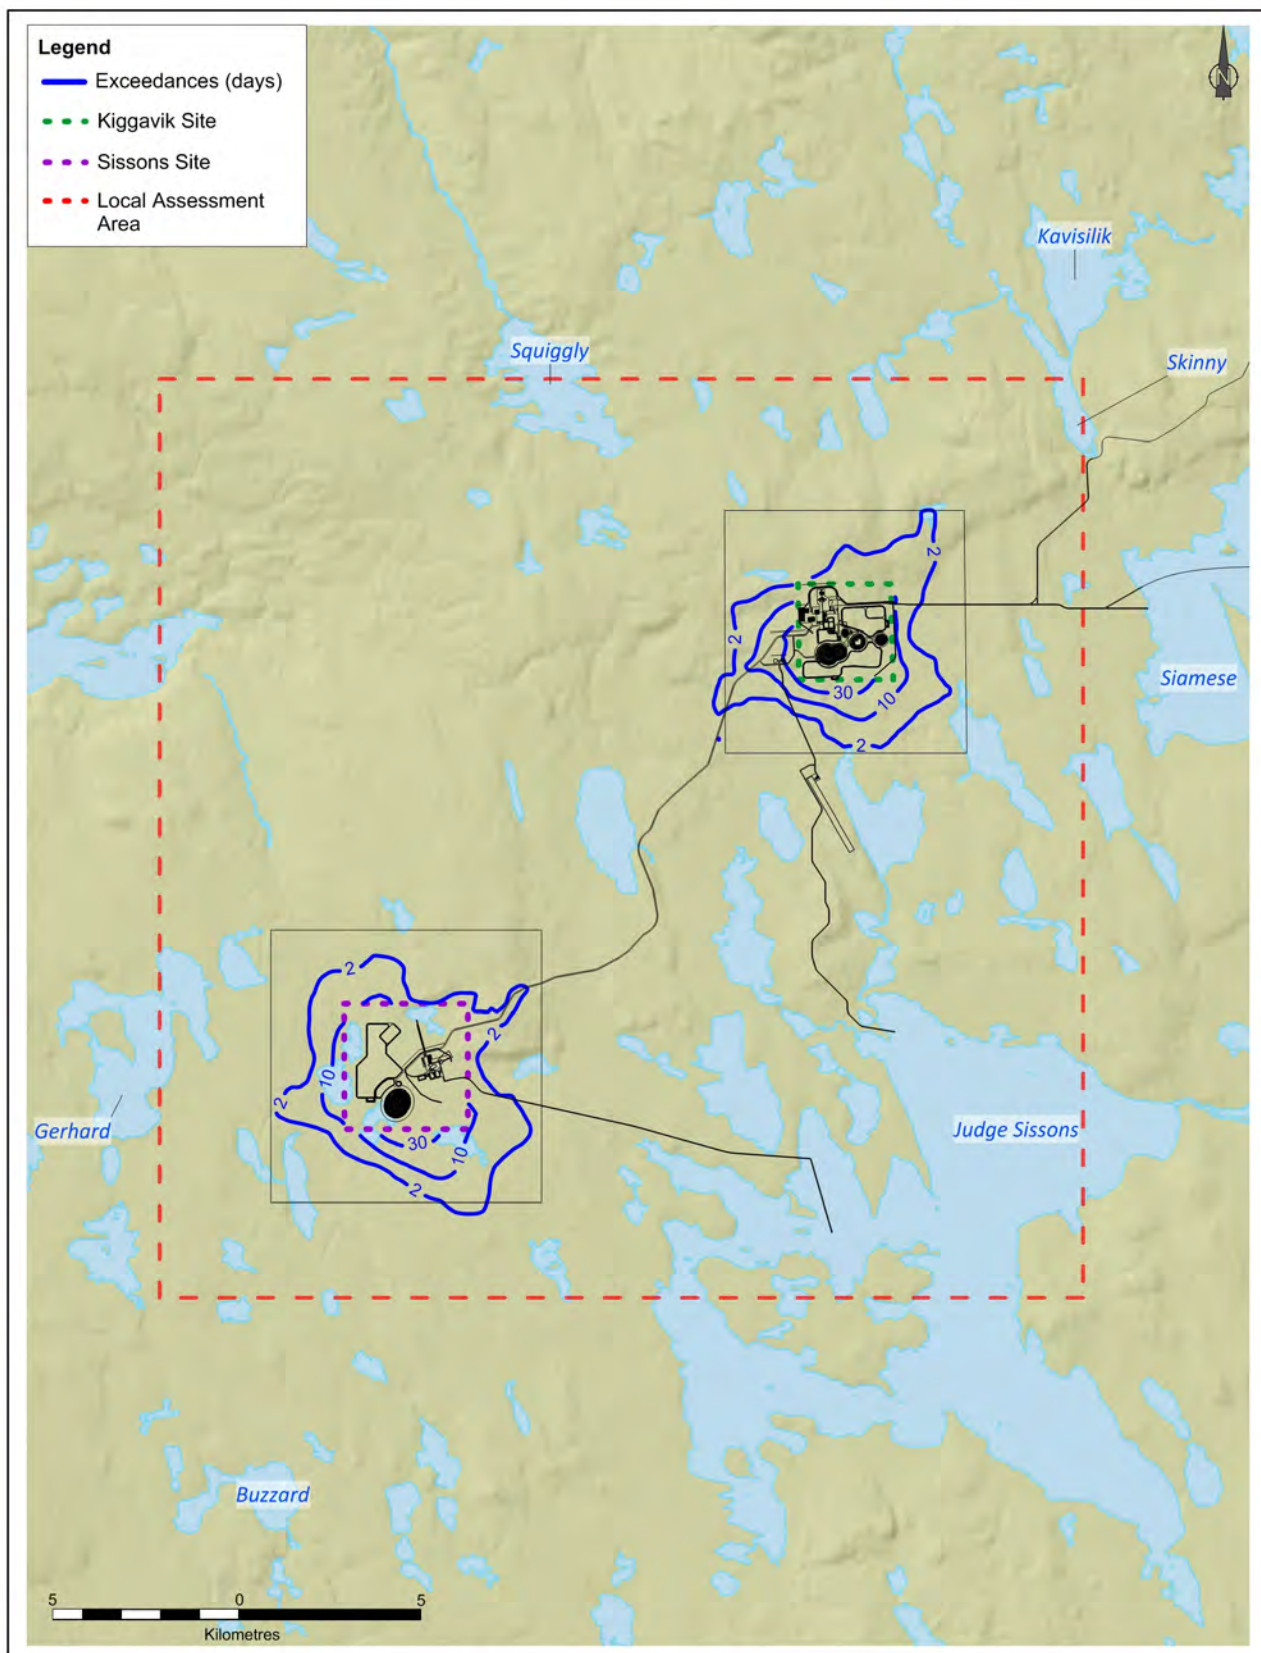 Legend
Exceedances (days)
Kiggavik Site
Sissons Site
Local Assessment
Area
N
Kavisilik
Squiggly
Skinny
2
2
Siamese
30
10
2
2
2
10
2
Gerhard
30
10
Judge Sissons
2
Buzzard
5 0 5
Kilometres